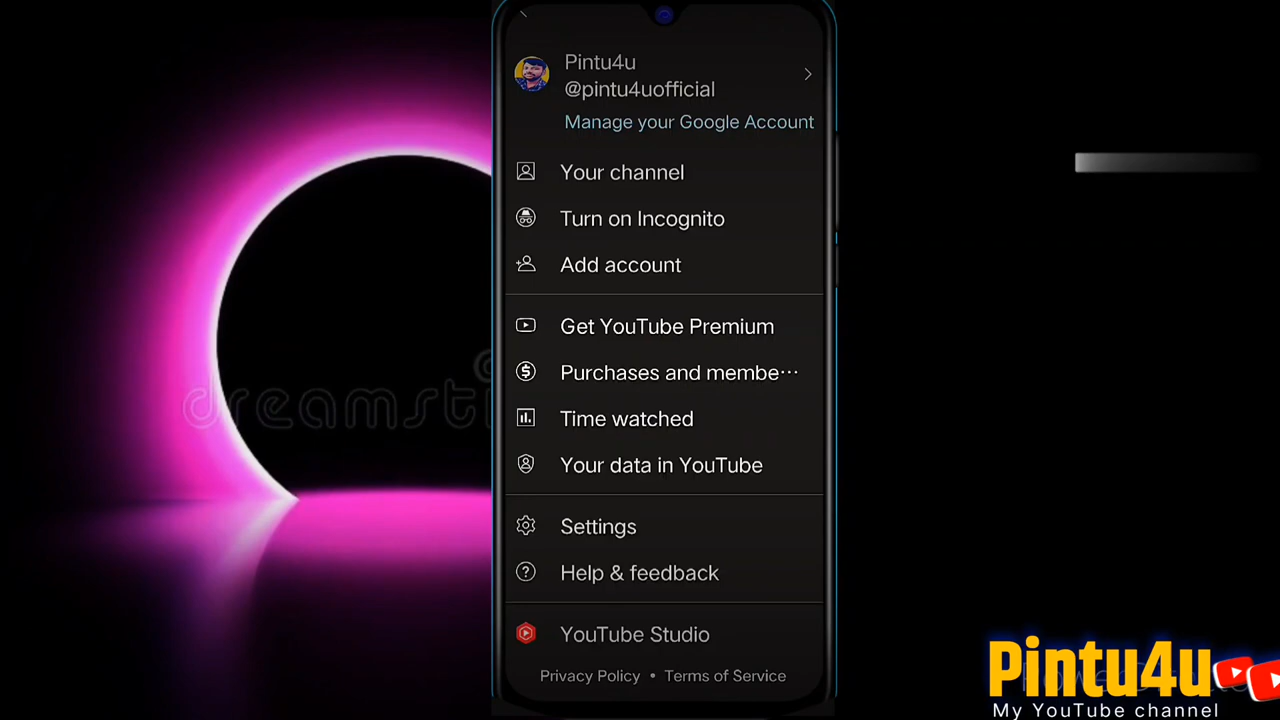 Pintu4u
@pintu4uofficial
Manage your Google Account
Your channel
Turn on Incognito
Add account
Get YouTube Premium
Purchases and membe···
Time watched
Your data in YouTube
Settings
Help & feedback
YouTube Studio
Privacy Policy • Terms of Service
dreamsti
Pintu4u
My YouTube channel